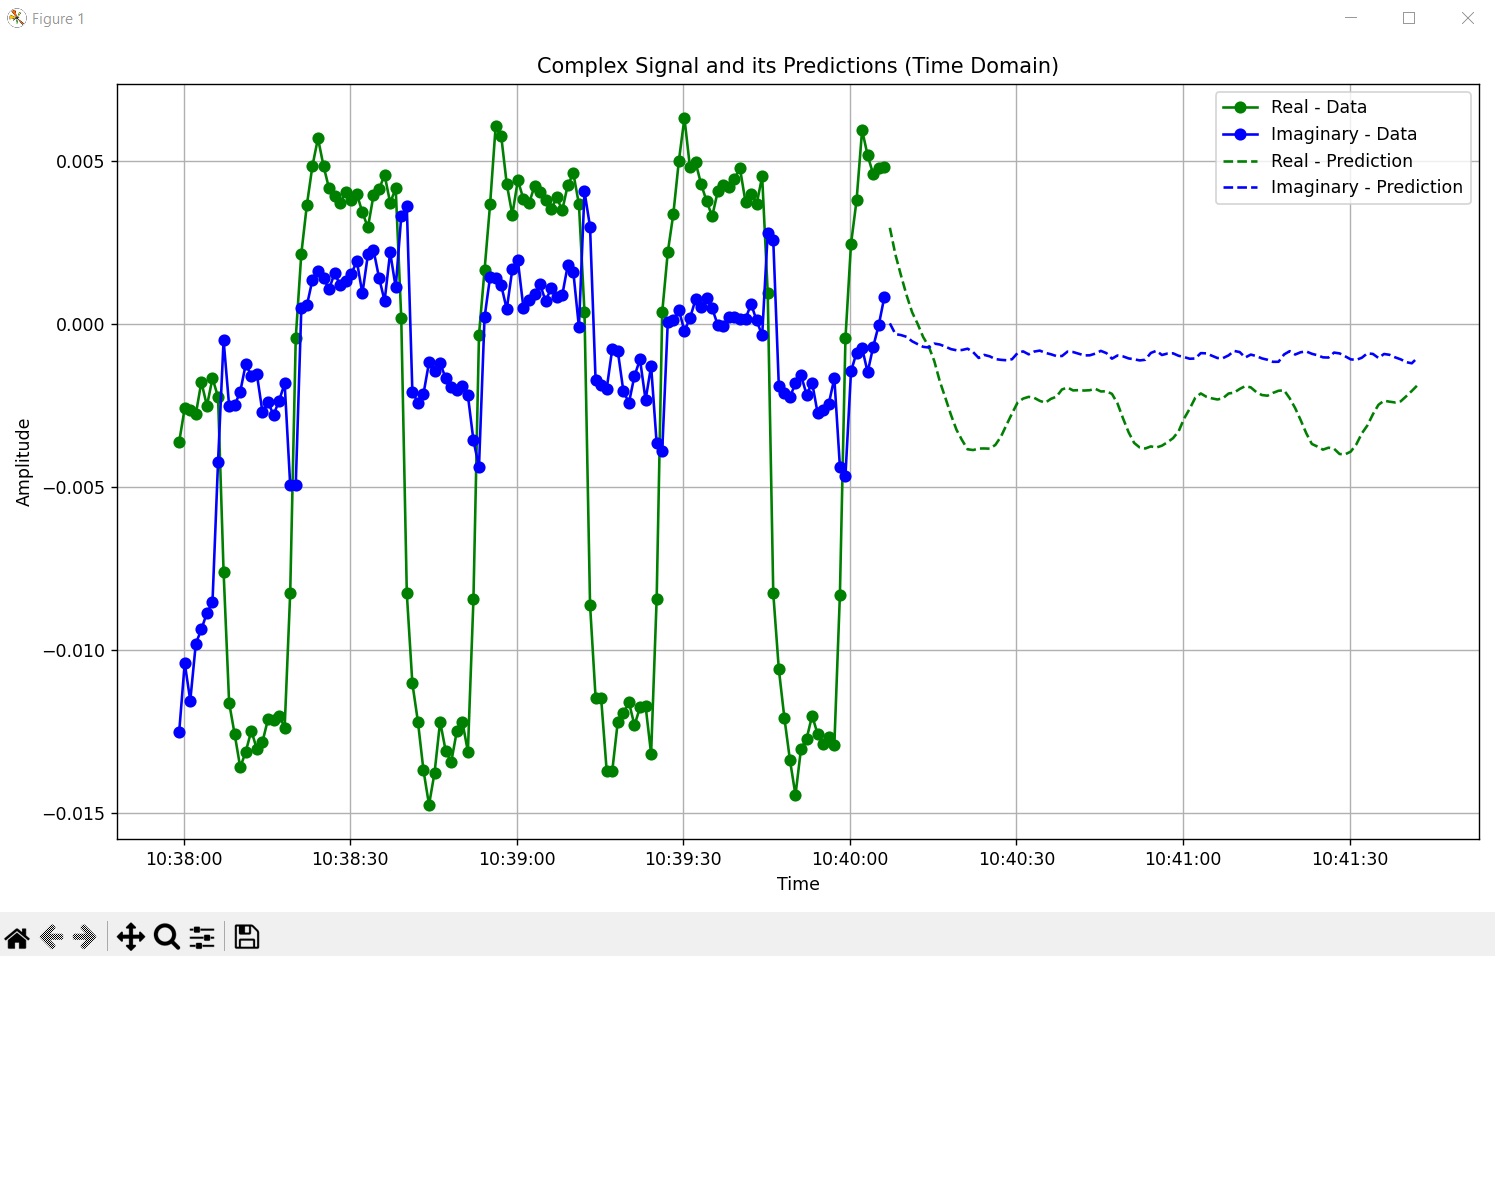 Figure 1
Complex Signal and its Predictions (Time Domain)
Real - Data
Imaginary - Data
Real - Prediction
Imaginary - Prediction
0.005
0.000
−0.005
−0.010
−0.015
Amplitude
10:38:00 10:38:30 10:39:00 10:39:30 10:40:00 10:40:30 10:41:00 10:41:30
Time